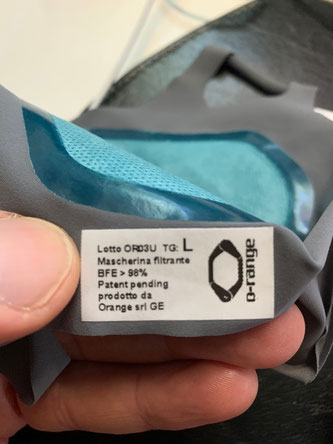 Lotto OR03U TG: L
Mascherina filtrante
BFE > 98%
Patent pending
prodotto da
Orange srl GE
o-range